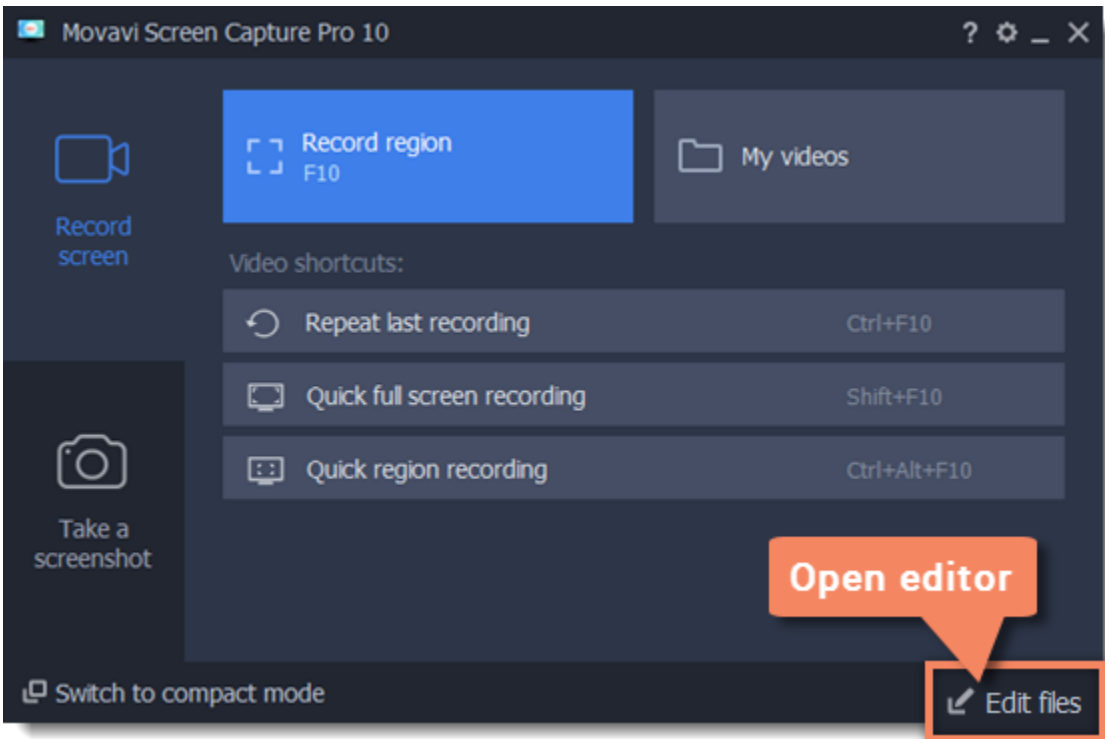 Movavi Screen Capture Pro 10
?
Record region
F10
My videos
Record
screen
Video shortcuts:
Repeat last recording Ctrl+F10
Quick full screen recording Shift+F10
Quick region recording Ctrl+Alt+F10
Take a
screenshot
Open editor
Switch to compact mode
Edit files